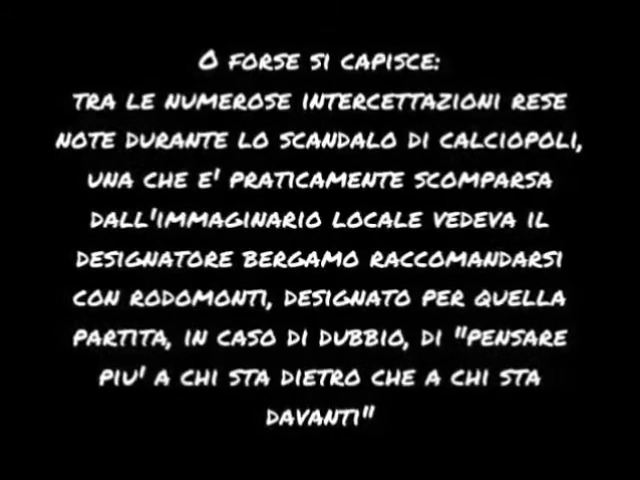 O FORSE SI CAPISCE:
TRA LE NUMEROSE INTERCETTAZIONI RESE
NOTE DURANTE LO SCANDALO DI CALCIOPOLI,
UNA CHE E' PRATICAMENTE SCOMPARSA
DALL'IMMAGINARIO LOCALE VEDEVA IL
DESIGNATORE BERGAMO RACCOMANDARSI
CON RODOMONTI, DESIGNATO PER QUELLA
PARTITA, IN CASO DI DUBBIO, DI "PENSARE
PIU' A CHI STA DIETRO CHE A CHI STA
DAVANTI"